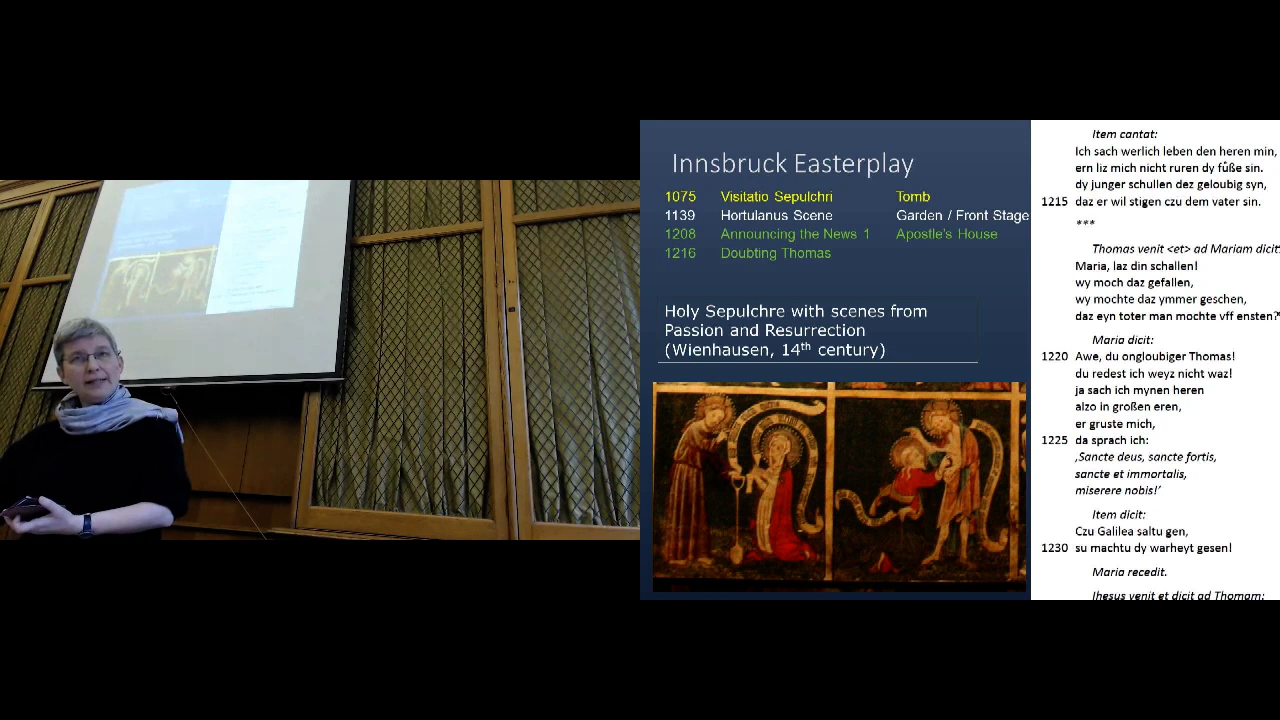 Innsbruck Easterplay
1075 Visitatio Sepulchri Tomb
1139 Hortulanus Scene Garden / Front Stage
1208 Announcing the News 1 Apostle's House
1216 Doubting Thomas
Holy Sepulchre with scenes from
Passion and Resurrection
(Wienhausen, 14th century)
Item cantat:
Ich sach werlich leben den heren min,
ern liz mich nicht ruren dy fůße sin.
dy junger schullen dez geloubig syn,
1215 daz er wil stigen czu dem vater sin.
***
Thomas venit <et> ad Mariam dicit:
Maria, laz din schallen!
wy moch daz gefallen,
wy mochte daz ymmer geschen,
daz eyn toter man mochte vff ensten?
Maria dicit:
1220 Awe, du ongloubiger Thomas!
du redest ich weyz nicht waz!
ja sach ich mynen heren
alzo in großen eren,
er gruste mich,
1225 da sprach ich:
‚Sancte deus, sancte fortis,
sancte et immortalis,
miserere nobis!‘
Item dicit:
Czu Galilea saltu gen,
1230 su machtu dy warheyt gesen!
Maria recedit.
Ihesus venit et dicit ad Thomam: